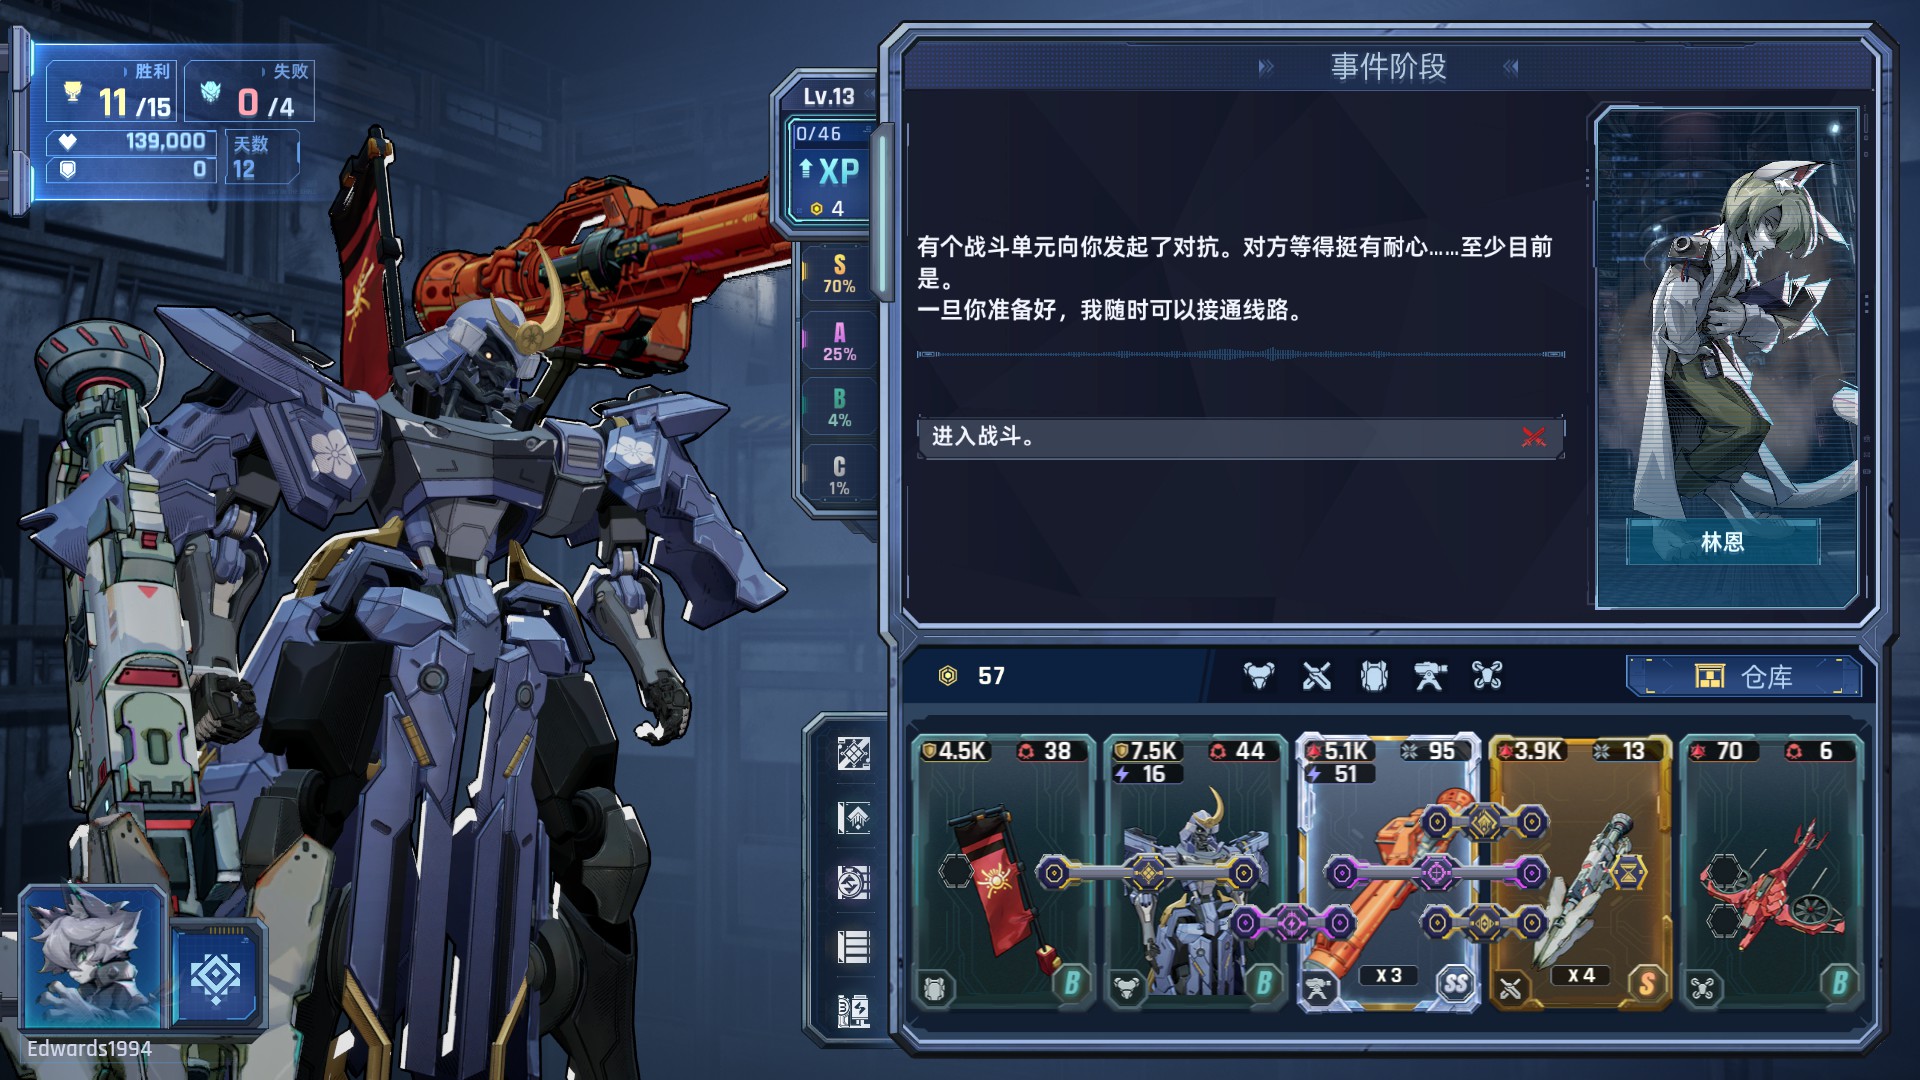 胜利
11/15
失败
0/4
139,000
0
天数
12
Lv.13
0/46
XP
4
S
70%
A
25%
B
4%
C
1%
事件阶段
有个战斗单元向你发起了对抗。对方等得挺有耐心……至少目前
是。
一旦你准备好，我随时可以接通线路。
进入战斗。
林恩
57
仓库
4.5K 38
B
7.5K 44
16
B
5.1K 95
51
x3
SS
3.9K 13
x4
S
70 6
B
Edwards1994